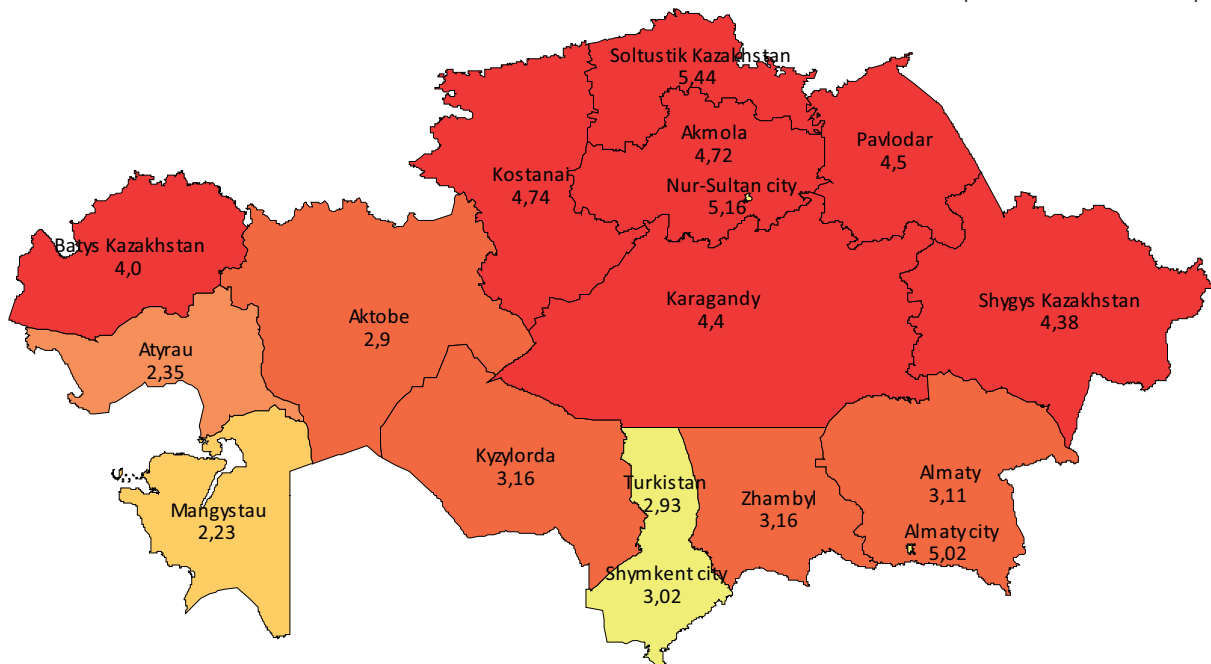 Soltustik Kazakhstan
5,44
Akmola
4,72
Pavlodar
4,5
Kostanai
4,74
Nur-Sultan city
5,16
Batys Kazakhstan
4,0
Karagandy
4,4
Shygys Kazakhstan
4,38
Aktobe
2,9
Atyrau
2,35
Kyzylorda
3,16
Turkistan
2,93
Zhambyl
3,16
Almaty
3,11
Mangystau
2,23
Almaty city
5,02
Shymkent city
3,02